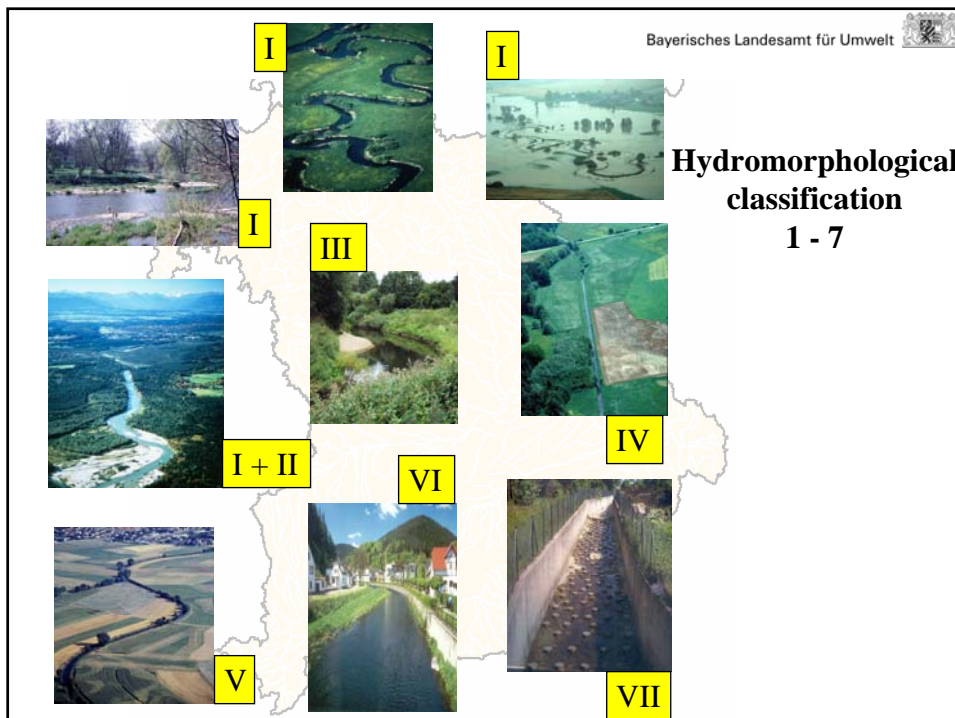 Bayerisches Landesamt für Umwelt
I
I
Hydromorphological
classification
1 - 7
I
III
I + II
IV
VI
V
VII